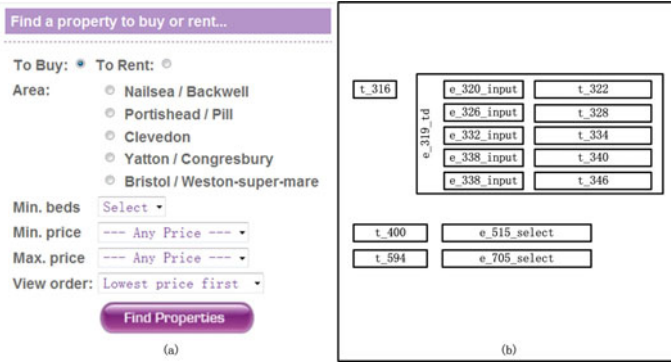 Find a property to buy or rent...
To Buy: To Rent:
Area: Nailsea / Backwell
Portishead / Pill
Clevedon
Yatton / Congresbury
Bristol / Weston-super-mare
Min. beds Select
Min. price --- Any Price ---
Max. price --- Any Price ---
View order: Lowest price first
Find Properties
(a)
t_316
e_319_td
e_320_input t_322
e_326_input t_328
e_332_input t_334
e_338_input t_340
e_338_input t_346
t_400 e_515_select
t_594 e_705_select
(b)